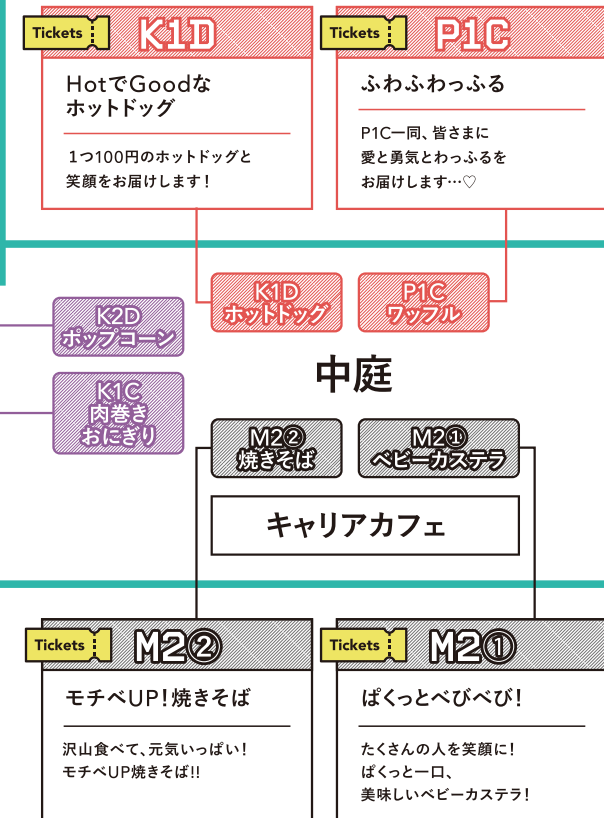 Tickets
K1D
HotでGoodな
ホットドッグ
1つ100円のホットドッグと
笑顔をお届けします！
Tickets
P1C
ふわふわっふる
P1C一同、皆さまに
愛と勇気とわっふるを
お届けします…♡
K1D
ホットドッグ
P1C
ワッフル
K2D
ポップコーン
K1C
肉巻き
おにぎり
中庭
M2②
焼きそば
M2①
ベビーカステラ
キャリアカフェ
Tickets
M2②
モチベUP！焼きそば
沢山食べて、元気いっぱい！
モチベUP焼きそば!!
Tickets
M2①
ぱくっとべびべび！
たくさんの人を笑顔に！
ぱくっと一口、
美味しいベビーカステラ！